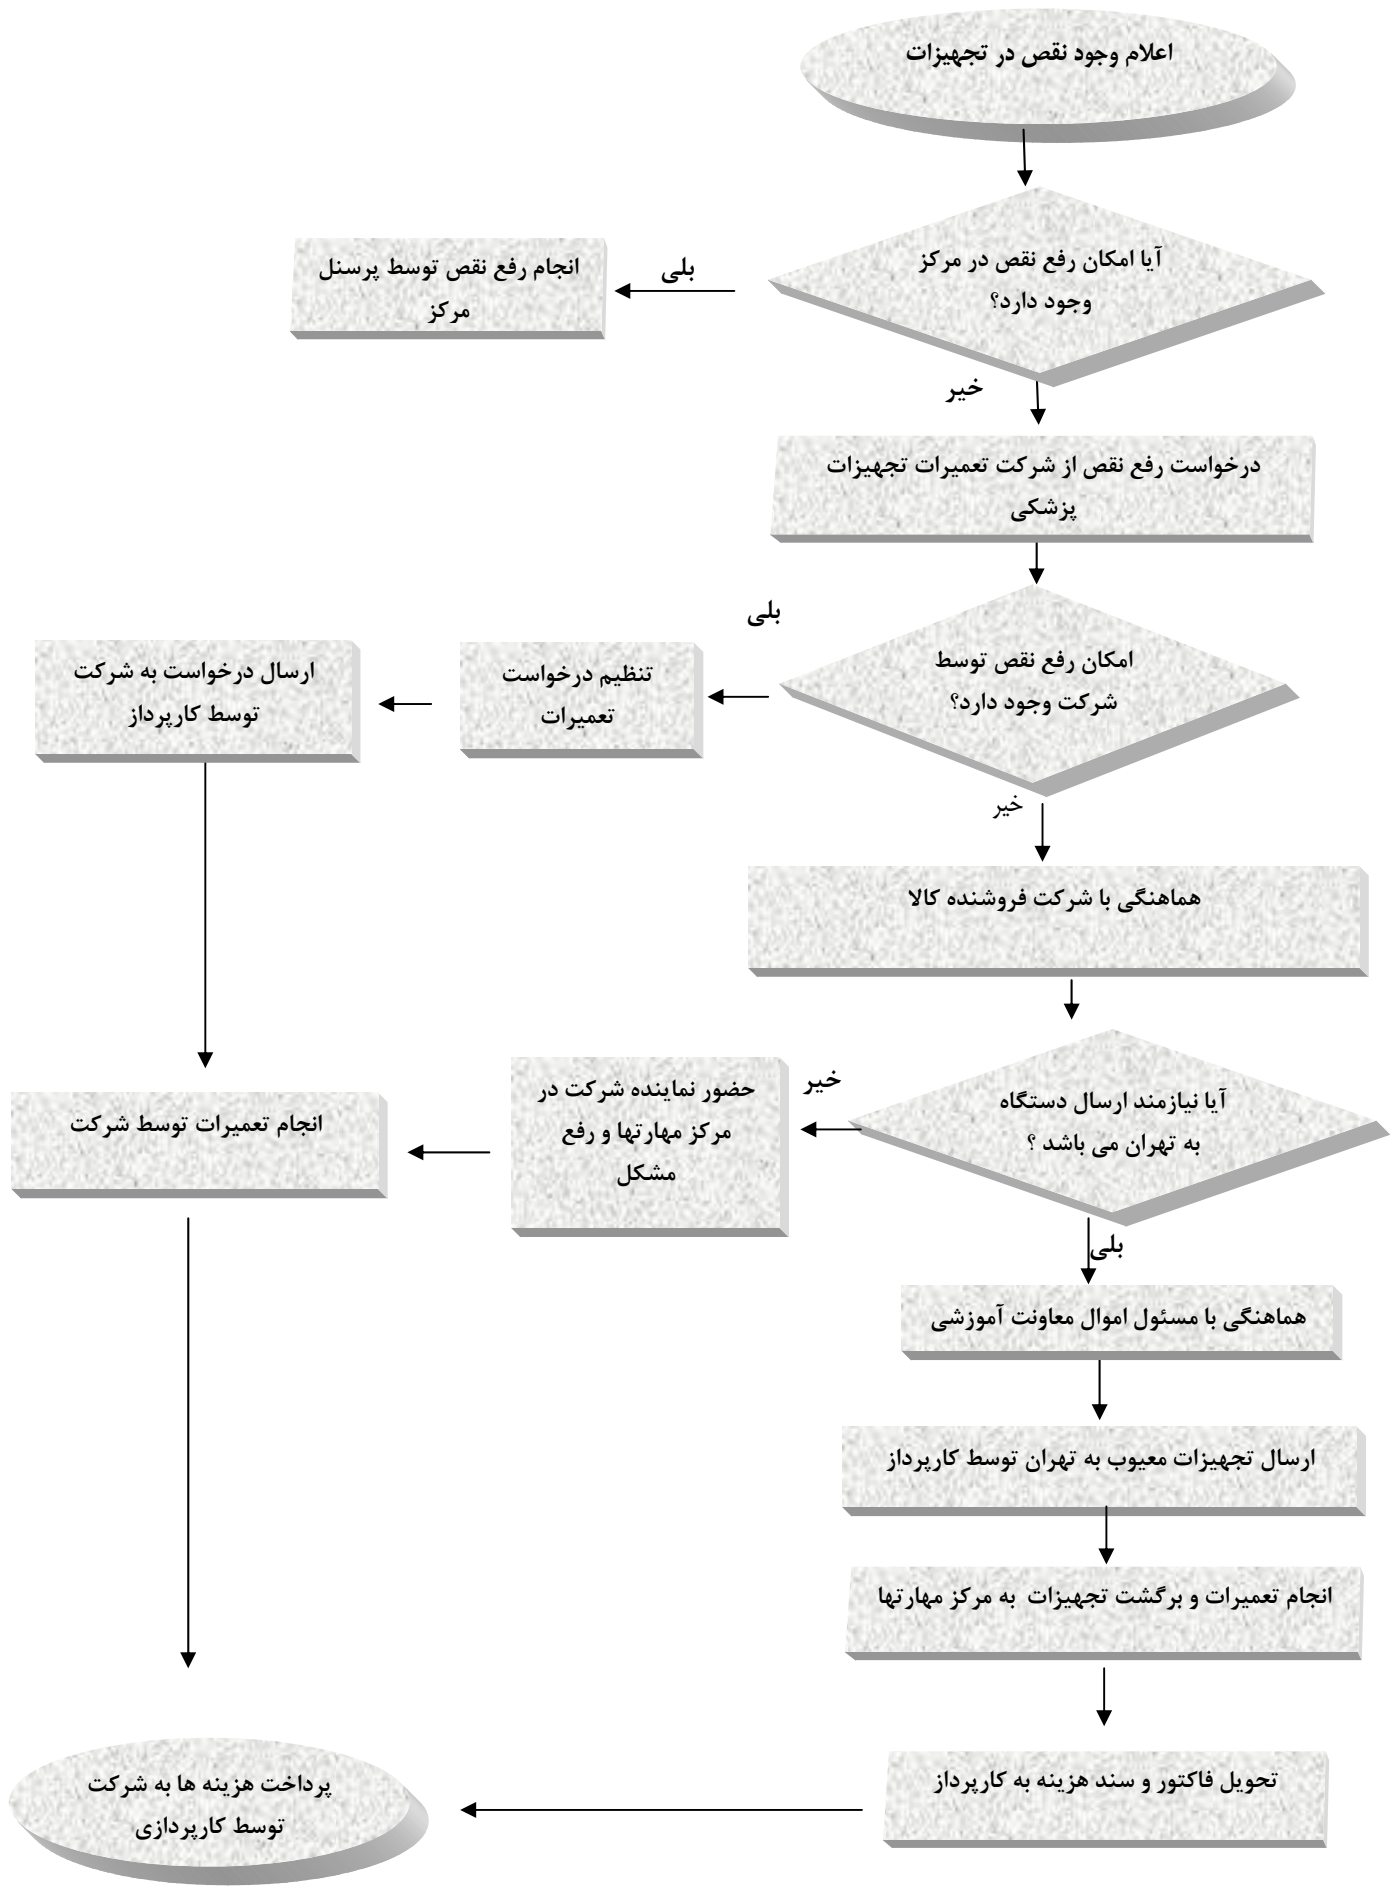 اعلام وجود نقص در تجهیزات
آیا امکان رفع نقص در مرکز
وجود دارد؟
بلی
انجام رفع نقص توسط پرسنل
مرکز
خیر
درخواست رفع نقص از شرکت تعمیرات تجهیزات
پزشکی
امکان رفع نقص توسط
شرکت وجود دارد؟
بلی
تنظیم درخواست
تعمیرات
ارسال درخواست به شرکت
توسط کارپرداز
خیر
هماهنگی با شرکت فروشنده کالا
آیا نیازمند ارسال دستگاه
به تهران می باشد ؟
خیر
حضور نماینده شرکت در
مرکز مهارتها و رفع
مشکل
انجام تعمیرات توسط شرکت
بلی
هماهنگی با مسئول اموال معاونت آموزشی
ارسال تجهیزات معیوب به تهران توسط کارپرداز
انجام تعمیرات و برگشت تجهیزات به مرکز مهارتها
تحویل فاکتور و سند هزینه به کارپرداز
پرداخت هزینه ها به شرکت
توسط کارپردازی